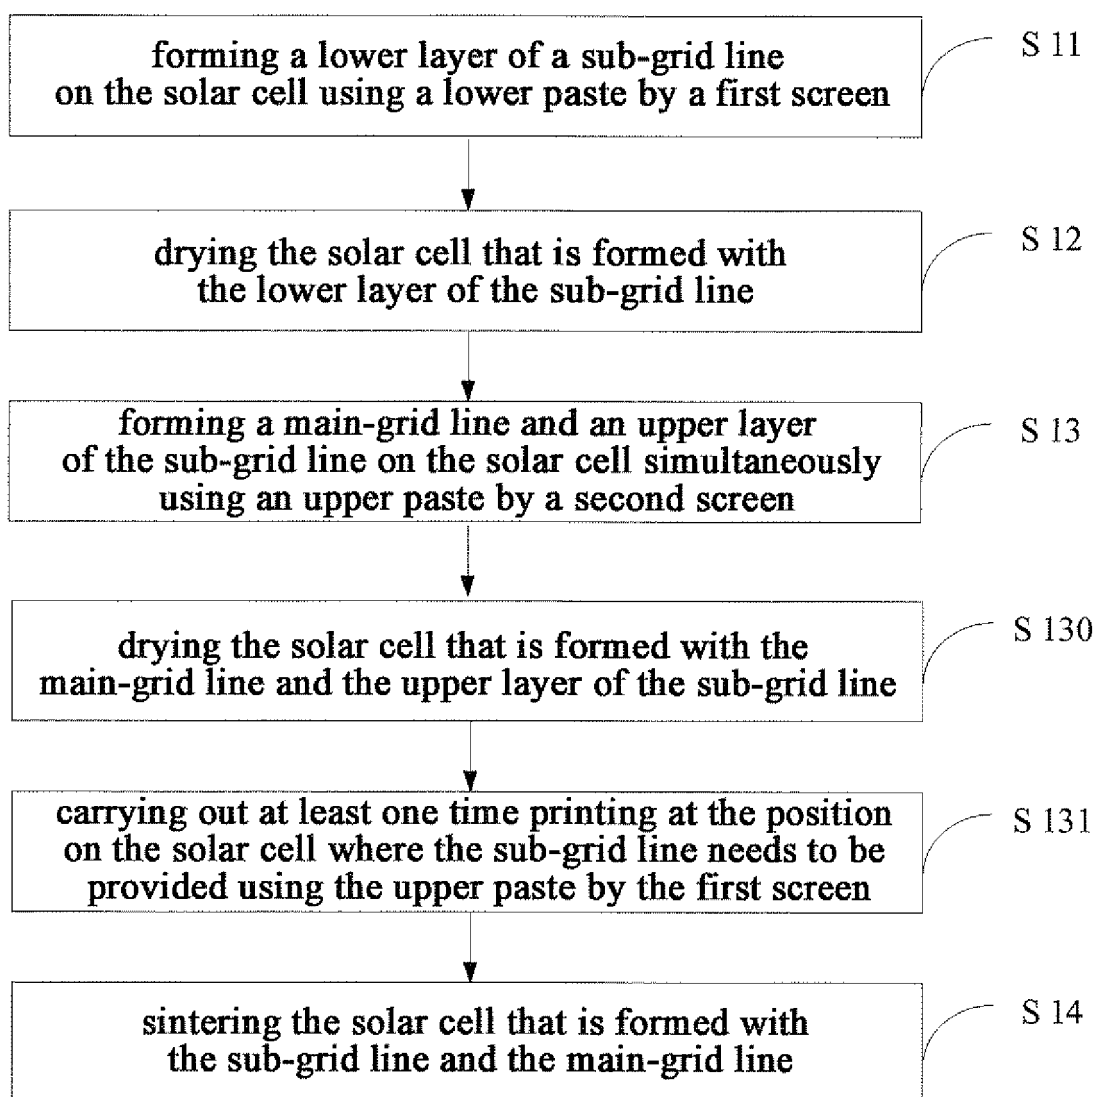 forming a lower layer of a sub-grid line
on the solar cell using a lower paste by a first screen
S 11
drying the solar cell that is formed with
the lower layer of the sub-grid line
S 12
forming a main-grid line and an upper layer
of the sub-grid line on the solar cell simultaneously
using an upper paste by a second screen
S 13
drying the solar cell that is formed with the
main-grid line and the upper layer of the sub-grid line
S 130
carrying out at least one time printing at the position
on the solar cell where the sub-grid line needs to be
provided using the upper paste by the first screen
S 131
sintering the solar cell that is formed with
the sub-grid line and the main-grid line
S 14